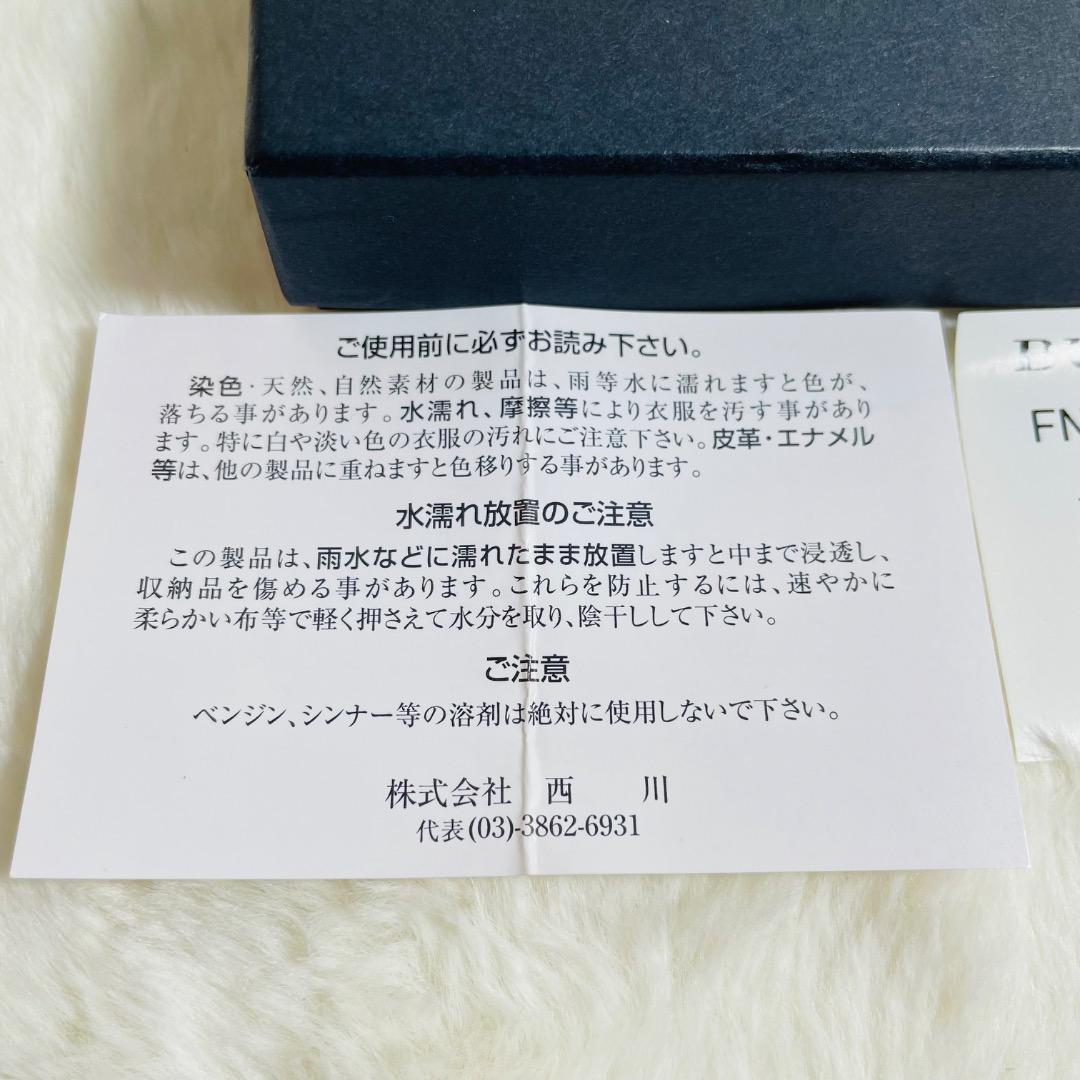 ご使用前に必ずお読み下さい。
染色・天然、自然素材の製品は、雨等水に濡れますと色が、
落ちる事があります。水濡れ、摩擦等により衣服を汚す事があり
ます。特に白や淡い色の衣服の汚れにご注意下さい。皮革・エナメル
等は、他の製品に重ねますと色移りする事があります。
水濡れ放置のご注意
この製品は、雨水などに濡れたまま放置しますと中まで浸透し、
収納品を傷める事があります。これらを防止するには、速やかに
柔らかい布等で軽く押さえて水分を取り、陰干しして下さい。
ご注意
ベンジン、シンナー等の溶剤は絶対に使用しないで下さい。
株式会社 西 川
代表(03)-3862-6931
FN